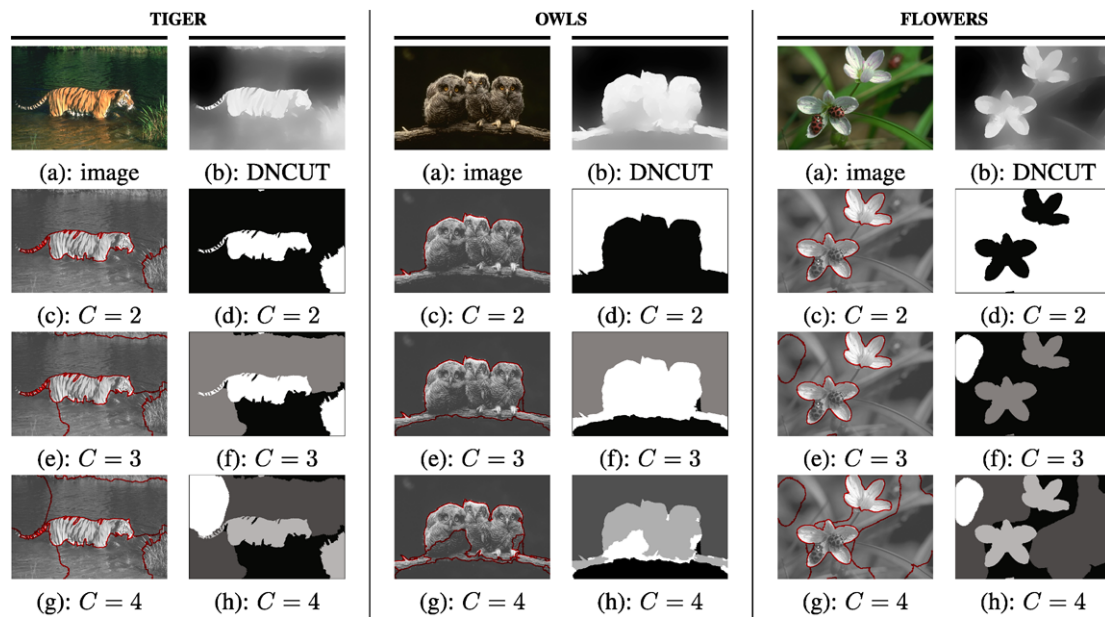 TIGER
(a): image (b): DNCUT
(c): C = 2 (d): C = 2
(e): C = 3 (f): C = 3
(g): C = 4 (h): C = 4
OWLS
(a): image (b): DNCUT
(c): C = 2 (d): C = 2
(e): C = 3 (f): C = 3
(g): C = 4 (h): C = 4
FLOWERS
(a): image (b): DNCUT
(c): C = 2 (d): C = 2
(e): C = 3 (f): C = 3
(g): C = 4 (h): C = 4